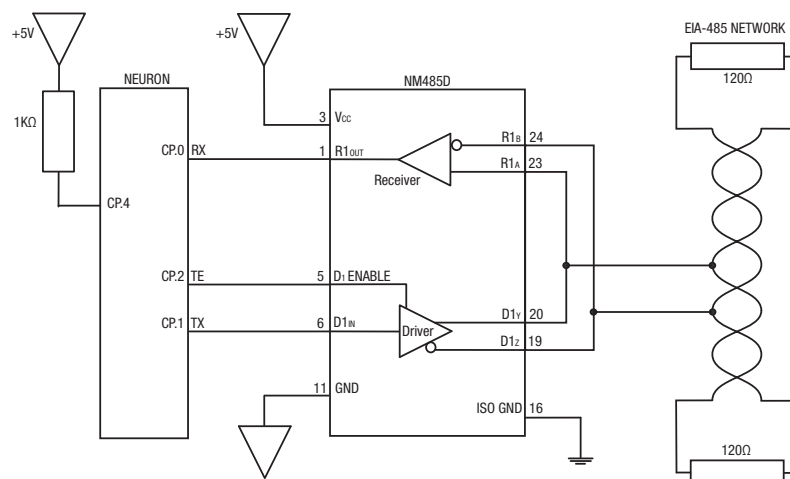 EIA-485 NETWORK
+5V
+5V
120Ω
NEURON
NM485D
1KΩ
3 VCC
CP.0 RX
1 R1OUT
R1B 24
R1A 23
Receiver
CP.4
CP.2 TE
5 D1 ENABLE
D1Y 20
CP.1 TX
6 D1IN
Driver
D1Z 19
11 GND
ISO GND 16
120Ω